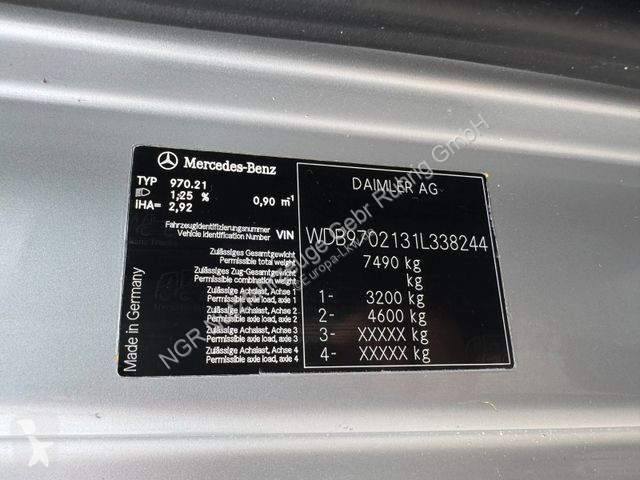 Mercedes-Benz
TYP 970.21
1,25 % 0,90 m⁻¹
IHA= 2,92
Fahrzeugidentifizierungsnummer
Vehicle Identification Number VIN
Zulässiges Gesamtgewicht
Permissible total weight
Zulässiges Zug-Gesamtgewicht
Permissible combination weight
Zulässige Achslast, Achse 1
Permissible axle load, axle 1
Zulässige Achslast, Achse 2
Permissible axle load, axle 2
Zulässige Achslast, Achse 3
Permissible axle load, axle 3
Zulässige Achslast, Achse 4
Permissible axle load, axle 4
Made in Germany
DAIMLER AG
WDB9702131L338244
7490 kg
kg
1- 3200 kg
2- 4600 kg
3- XXXXX kg
4- XXXXX kg
NGR Nutzfahrzeuge Gebr Rührig GmbH